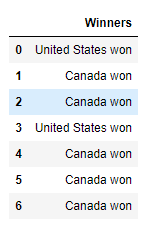 Winners
0 United States won
1 Canada won
2 Canada won
3 United States won
4 Canada won
5 Canada won
6 Canada won